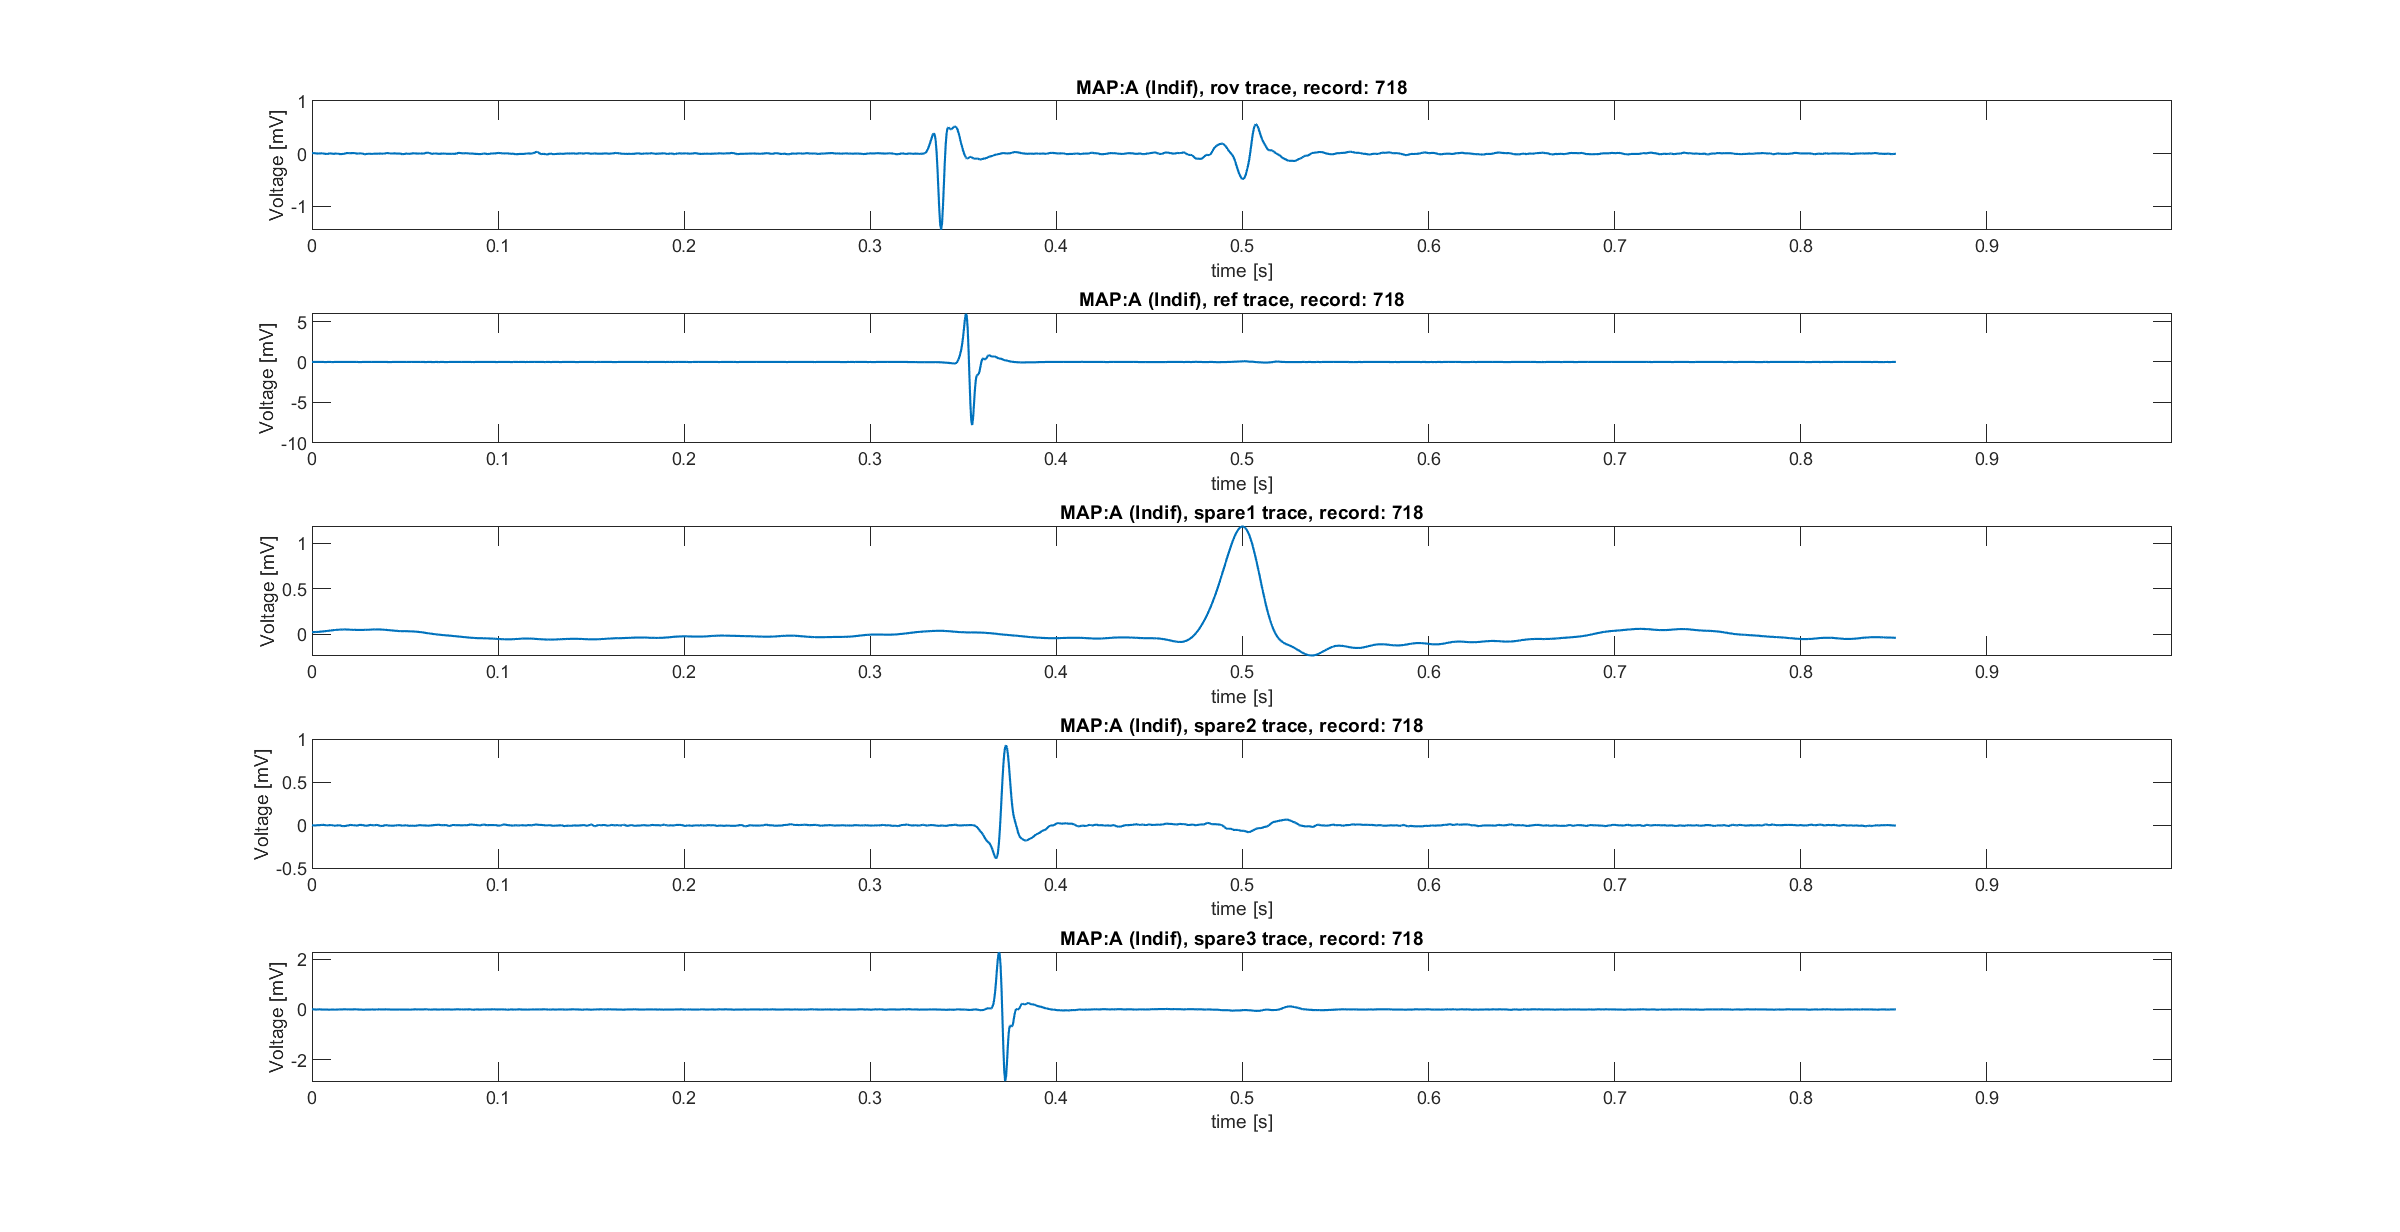 MAP:A (Indif), rov trace, record: 718
Voltage [mV]
1
0
-1
0 0.1 0.2 0.3 0.4 0.5 0.6 0.7 0.8 0.9
time [s]
MAP:A (Indif), ref trace, record: 718
Voltage [mV]
5
0
-5
-10
0 0.1 0.2 0.3 0.4 0.5 0.6 0.7 0.8 0.9
time [s]
MAP:A (Indif), spare1 trace, record: 718
Voltage [mV]
1
0.5
0
0 0.1 0.2 0.3 0.4 0.5 0.6 0.7 0.8 0.9
time [s]
MAP:A (Indif), spare2 trace, record: 718
Voltage [mV]
1
0.5
0
-0.5
0 0.1 0.2 0.3 0.4 0.5 0.6 0.7 0.8 0.9
time [s]
MAP:A (Indif), spare3 trace, record: 718
Voltage [mV]
2
0
-2
0 0.1 0.2 0.3 0.4 0.5 0.6 0.7 0.8 0.9
time [s]